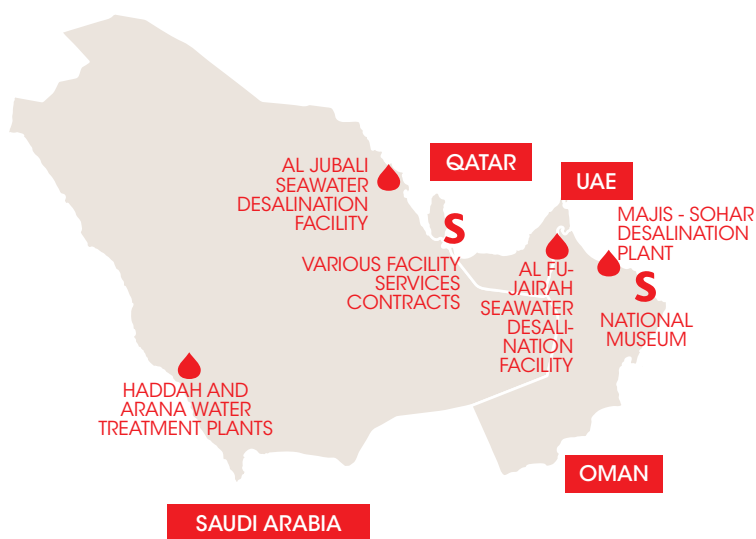 QATAR
UAE
AL JUBALI
SEAWATER
DESALINATION
FACILITY
S
VARIOUS FACILITY
SERVICES
CONTRACTS
AL FU-
JAIRAH
SEAWATER
DESALI-
NATION
FACILITY
MAJIS - SOHAR
DESALINATION
PLANT
S
NATIONAL
MUSEUM
HADDAH AND
ARANA WATER
TREATMENT PLANTS
OMAN
SAUDI ARABIA